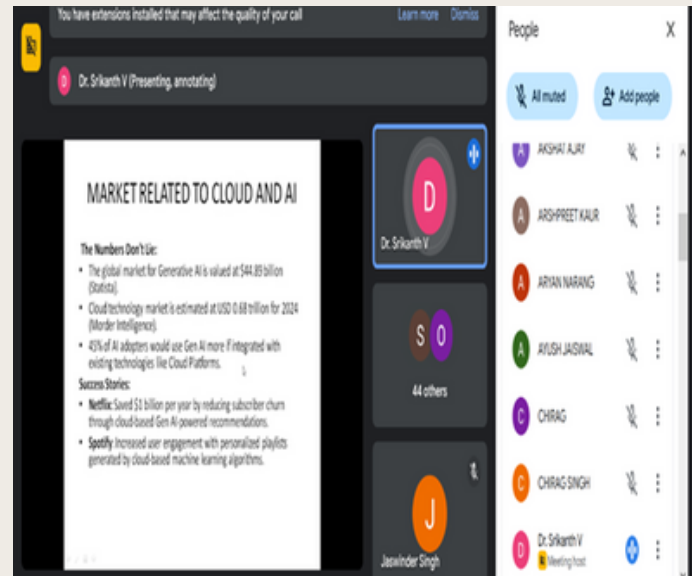 You have extensions installed that may affect the quality of your call
Learn more Dismiss
D Dr. Srikanth V (Presenting, annotating)
MARKET RELATED TO CLOUD AND AI
The Numbers Don't Lie:
• The global market for Generative AI is valued at $44.89 billion
(Statista).
• Cloud technology market is estimated at USD 0.68 trillion for 2024
(Morder Intelligence).
• 45% of AI adopters would use Gen AI more if integrated with
existing technologies like Cloud Platforms.
Success Stories:
• Netflix: Saved $1 billion per year by reducing subscriber churn
through cloud-based Gen AI-powered recommendations.
• Spotify: Increased user engagement with personalized playlists
generated by cloud-based machine learning algorithms.
D
Dr. Srikanth V
S O
44 others
J
Jaswinder Singh
People X
All muted
Add people
A AKSHAT AJAY
A ARSHPREET KAUR
A ARYAN NARANG
A AYUSH JAISWAL
C CHIRAG
C CHIRAG SINGH
D Dr. Srikanth V
Meeting host